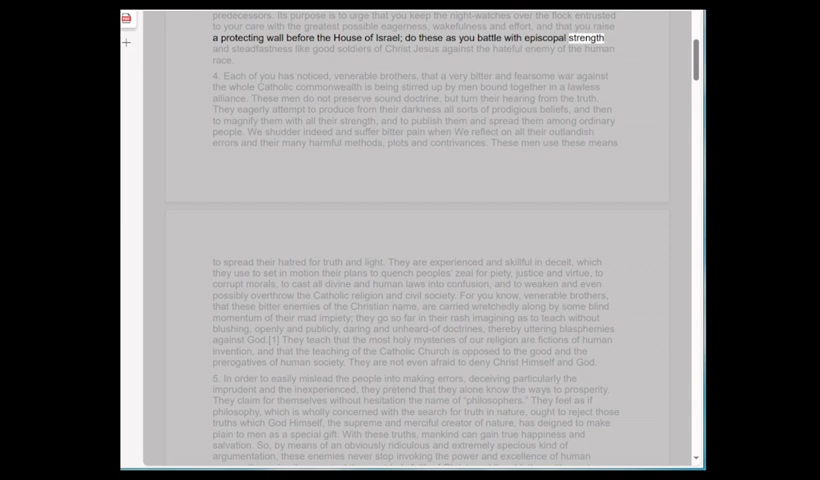 predecessors. Its purpose is to urge that you keep the night-watches over the flock entrusted
to your care with the greatest possible eagerness, wakefulness and effort, and that you raise
a protecting wall before the House of Israel; do these as you battle with episcopal strength
and steadfastness like good soldiers of Christ Jesus against the hateful enemy of the human
race.
4. Each of you has noticed, venerable brothers, that a very bitter and fearsome war against
the whole Catholic commonwealth is being stirred up by men bound together in a lawless
alliance. These men do not preserve sound doctrine, but turn their hearing from the truth.
They eagerly attempt to produce from their darkness all sorts of prodigious beliefs, and then
to magnify them with all their strength, and to publish them and spread them among ordinary
people. We shudder indeed and suffer bitter pain when We reflect on all their outlandish
errors and their many harmful methods, plots and contrivances. These men use these means
to spread their hatred for truth and light. They are experienced and skillful in deceit, which
they use to set in motion their plans to quench peoples' zeal for piety, justice and virtue, to
corrupt morals, to cast all divine and human laws into confusion, and to weaken and even
possibly overthrow the Catholic religion and civil society. For you know, venerable brothers,
that these bitter enemies of the Christian name, are carried wretchedly along by some blind
momentum of their mad impiety; they go so far in their rash imagining as to teach without
blushing, openly and publicly, daring and unheard-of doctrines, thereby uttering blasphemies
against God.[1] They teach that the most holy mysteries of our religion are fictions of human
invention, and that the teaching of the Catholic Church is opposed to the good and the
prerogatives of human society. They are not even afraid to deny Christ Himself and God.
5. In order to easily mislead the people into making errors, deceiving particularly the
imprudent and the inexperienced, they pretend that they alone know the ways to prosperity.
They claim for themselves without hesitation the name of "philosophers." They feel as if
philosophy, which is wholly concerned with the search for truth in nature, ought to reject those
truths which God Himself, the supreme and merciful creator of nature, has deigned to make
plain to men as a special gift. With these truths, mankind can gain true happiness and
salvation. So, by means of an obviously ridiculous and extremely specious kind of
argumentation, these enemies never stop invoking the power and excellence of human